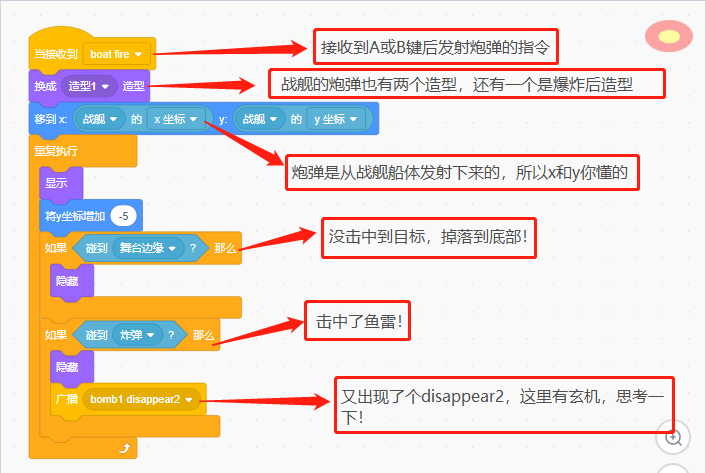 当接收到 boat fire
接收到A或B键后发射炮弹的指令
换成 造型1 造型
战舰的炮弹也有两个造型，还有一个是爆炸后造型
移到 x: 战舰 的 x 坐标 y: 战舰 的 y 坐标
重复执行
炮弹是从战舰船体发射下来的，所以x和y你懂的
显示
将y坐标增加 -5
没击中到目标，掉落到底部！
如果 碰到 舞台边缘 ? 那么
隐藏
击中了鱼雷！
如果 碰到 炸弹 ? 那么
隐藏
又出现了个disappear2，这里有玄机，思考一
下！
广播 bomb1 disappear2